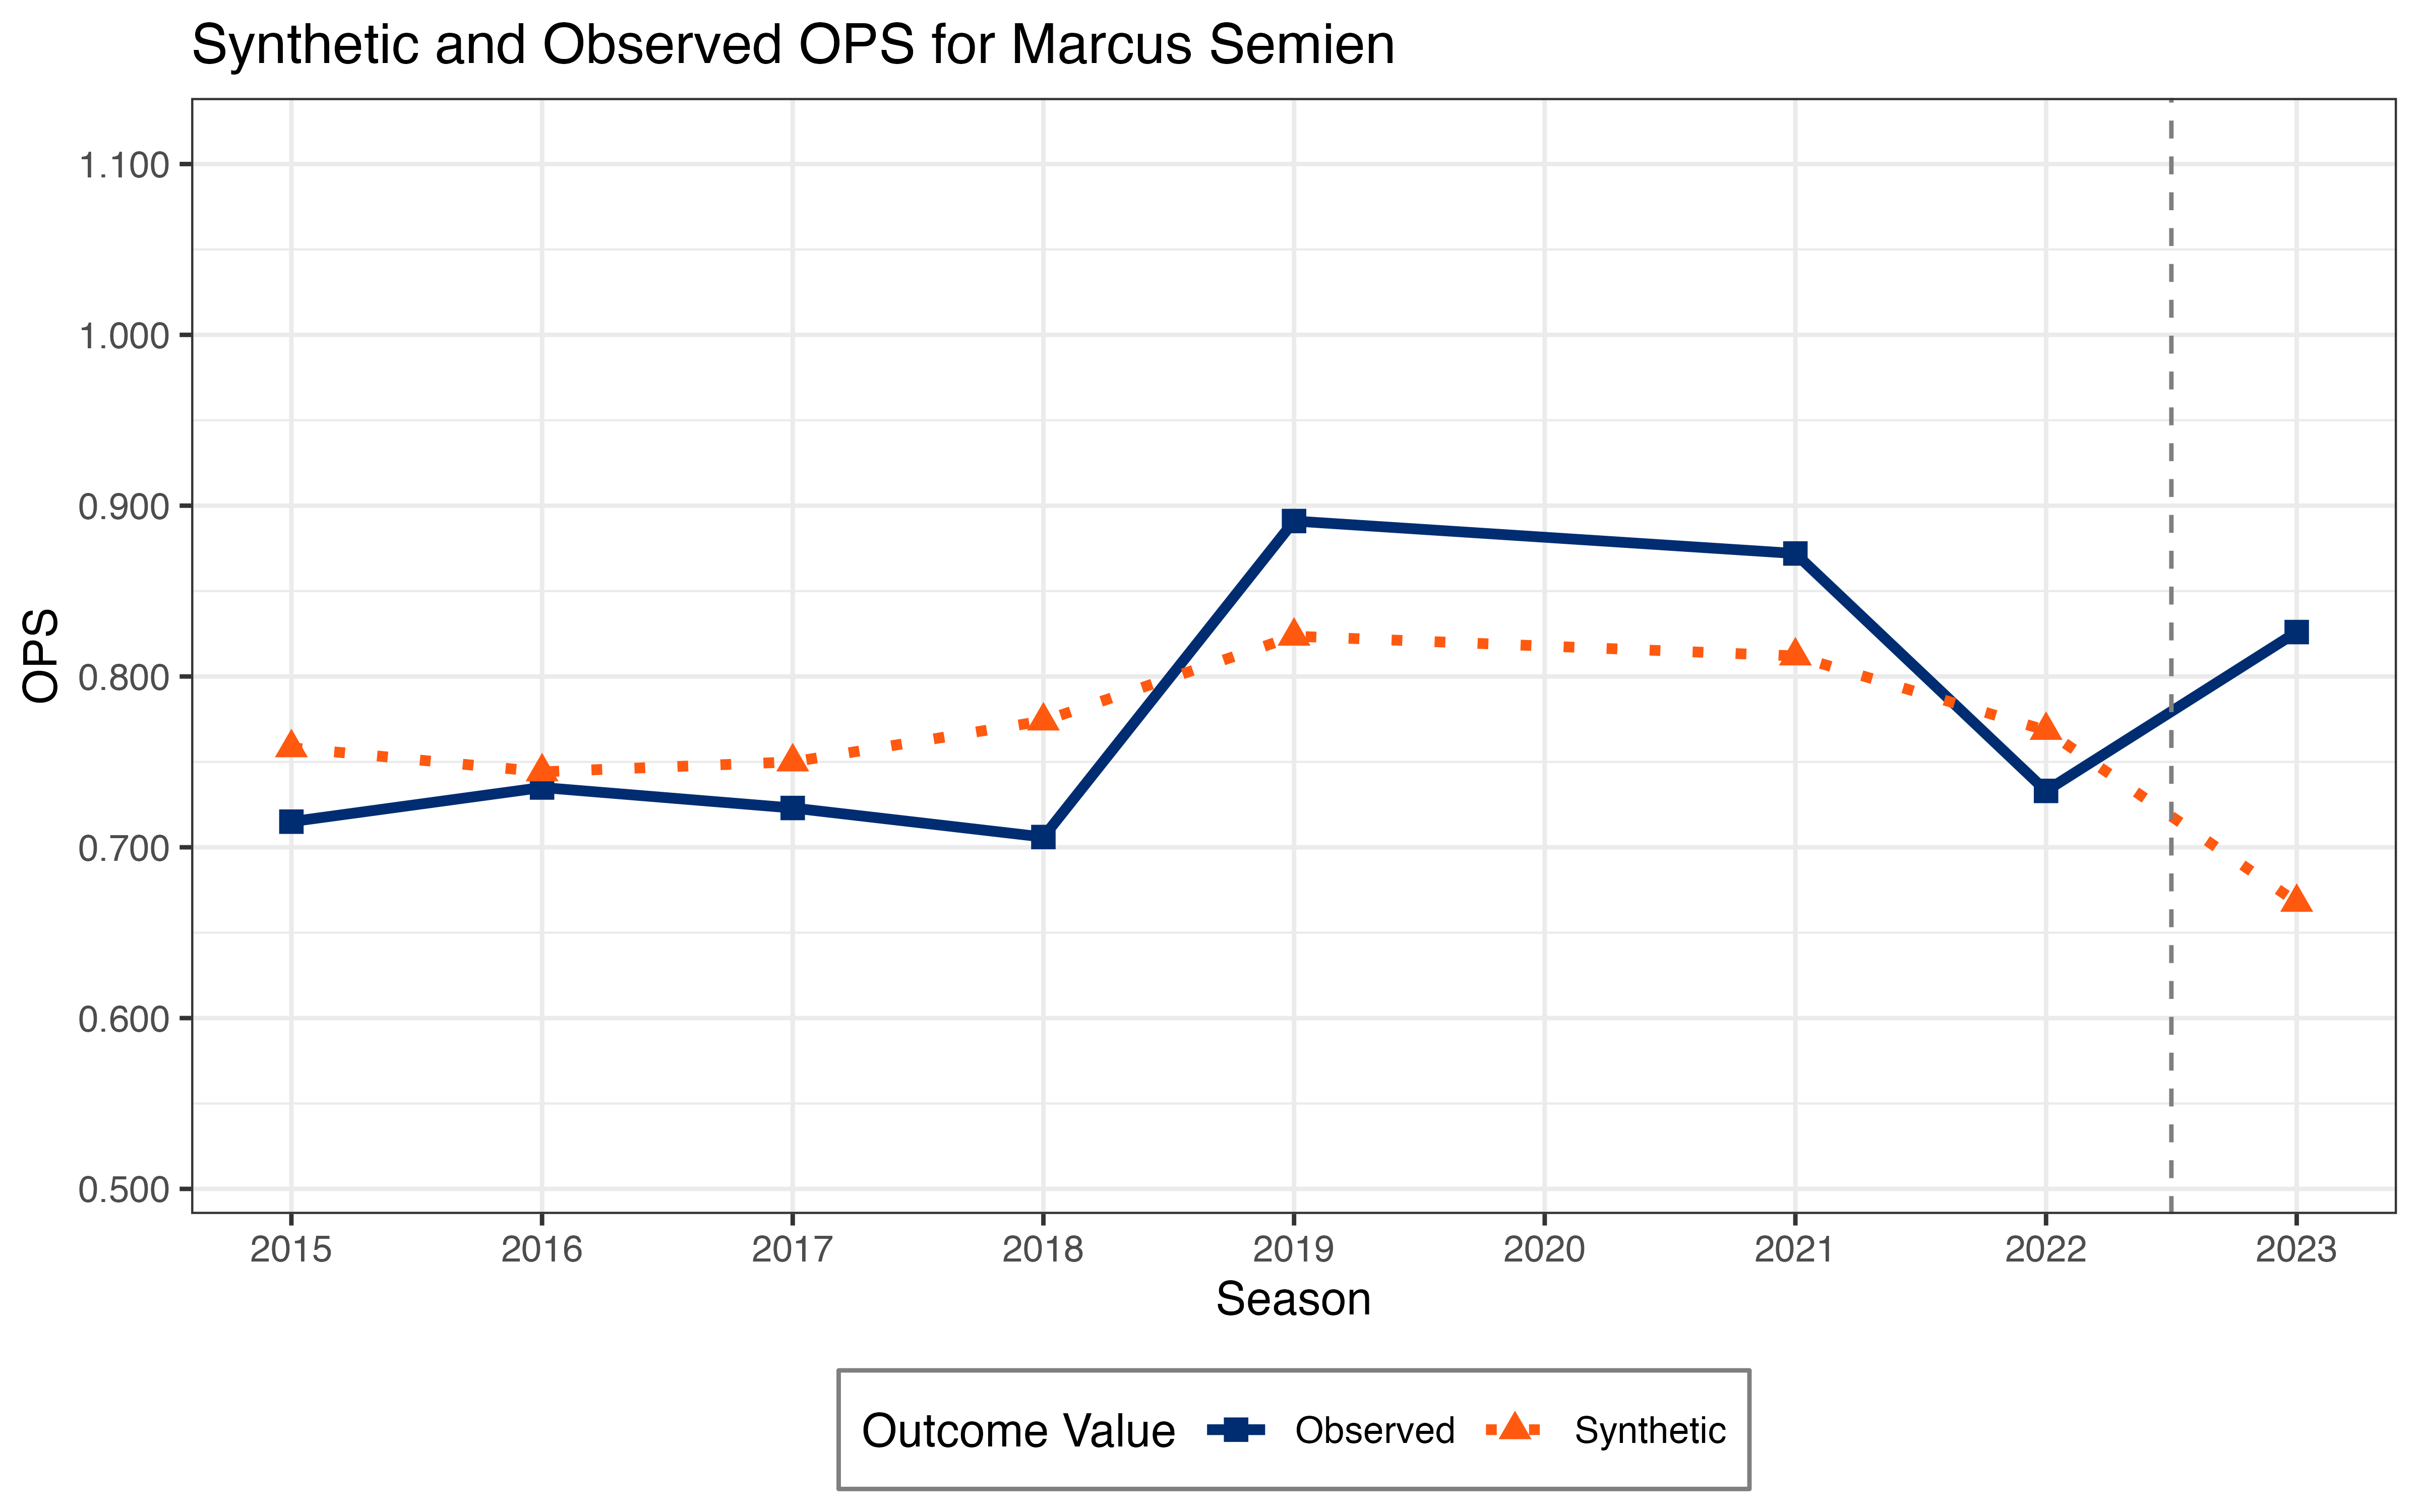 Synthetic and Observed OPS for Marcus Semien
OPS
1.100
1.000
0.900
0.800
0.700
0.600
0.500
2015 2016 2017 2018 2019 2020 2021 2022 2023
Season
Outcome Value Observed Synthetic